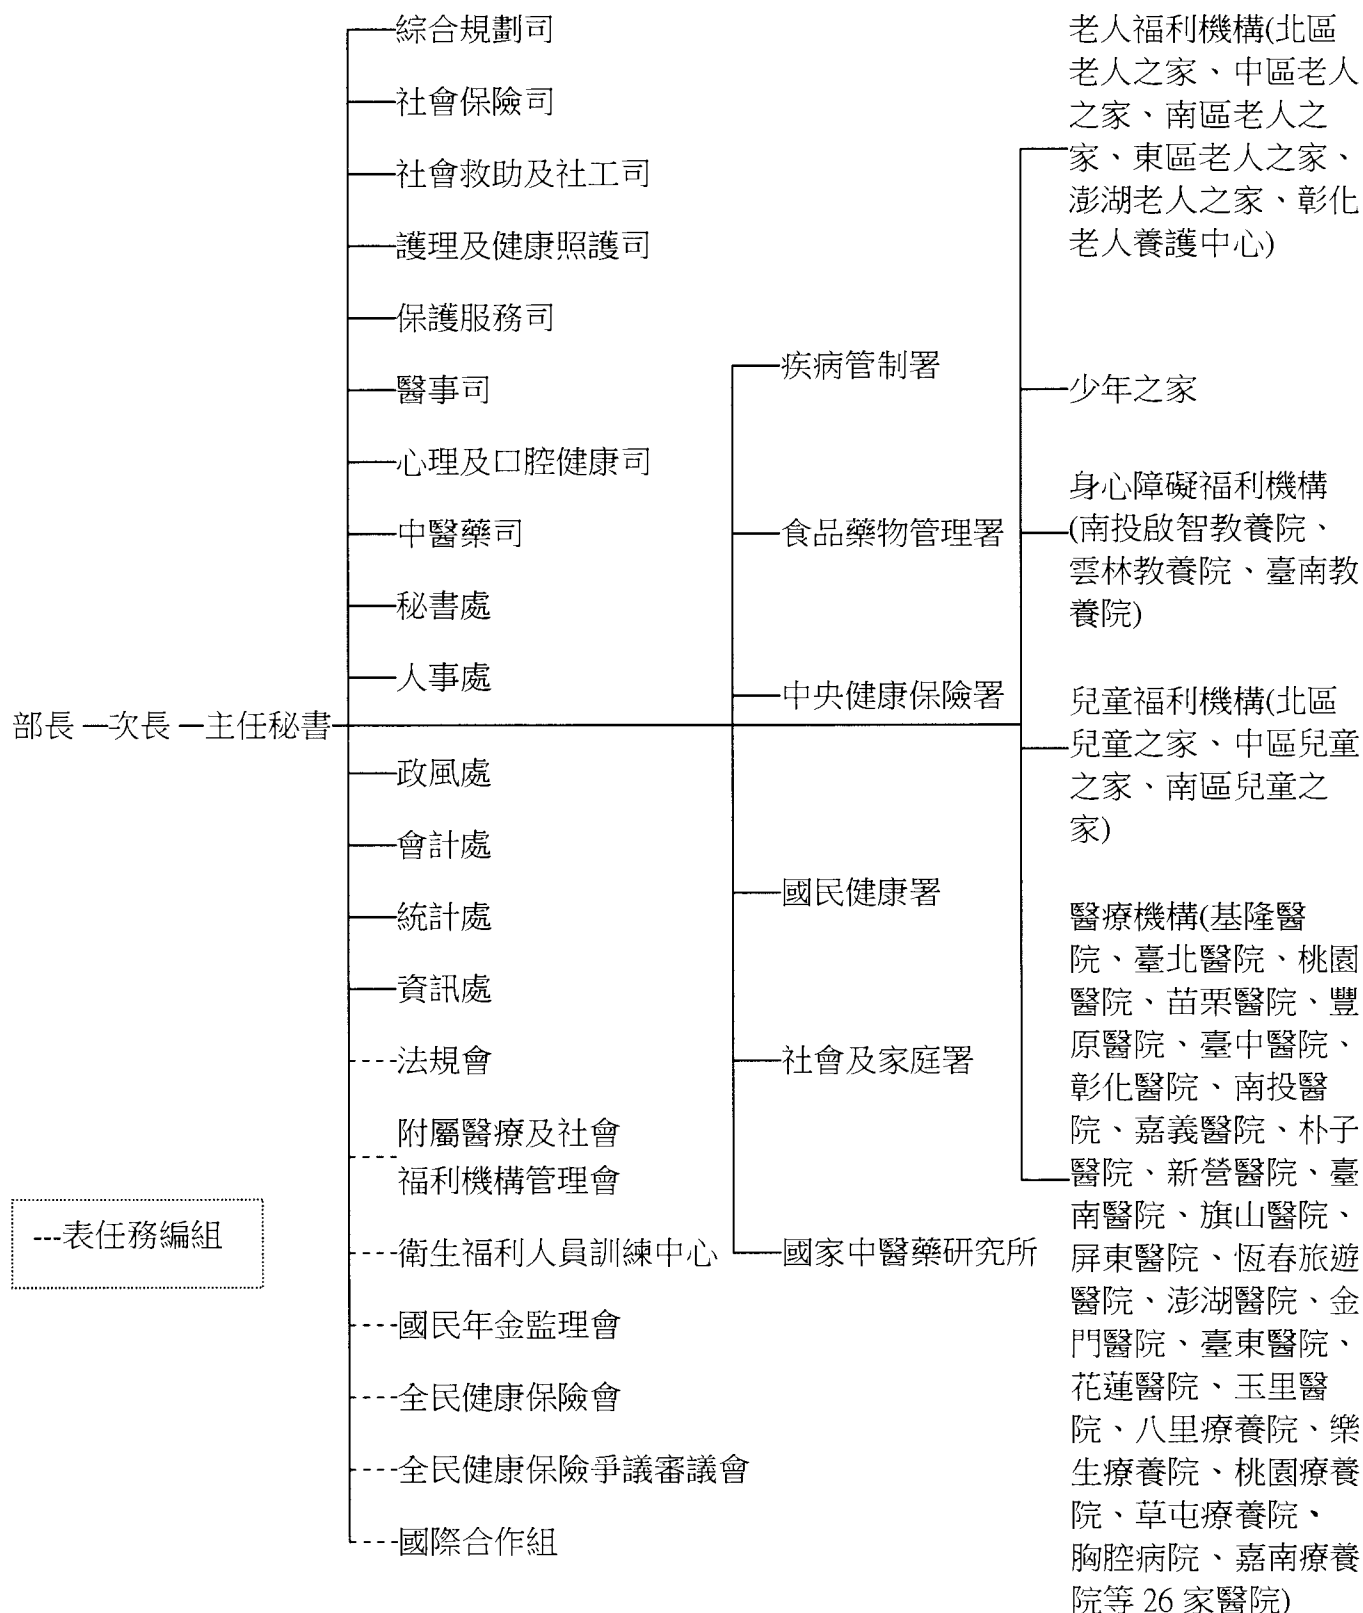 部長
次長
主任秘書
綜合規劃司
社會保險司
社會救助及社工司
護理及健康照護司
保護服務司
醫事司
心理及口腔健康司
中醫藥司
秘書處
人事處
政風處
會計處
統計處
資訊處
法規會
附屬醫療及社會
福利機構管理會
衛生福利人員訓練中心
國民年金監理會
全民健康保險會
全民健康保險爭議審議會
國際合作組
疾病管制署
食品藥物管理署
中央健康保險署
國民健康署
社會及家庭署
國家中醫藥研究所
老人福利機構(北區
老人之家、中區老人
之家、南區老人之
家、東區老人之家、
澎湖老人之家、彰化
老人養護中心)
少年之家
身心障礙福利機構
(南投啟智教養院、
雲林教養院、臺南教
養院)
兒童福利機構(北區
兒童之家、中區兒童
之家、南區兒童之
家)
醫療機構(基隆醫
院、臺北醫院、桃園
醫院、苗栗醫院、豐
原醫院、臺中醫院、
彰化醫院、南投醫
院、嘉義醫院、朴子
醫院、新營醫院、臺
南醫院、旗山醫院、
屏東醫院、恆春旅遊
醫院、澎湖醫院、金
門醫院、臺東醫院、
花蓮醫院、玉里醫
院、八里療養院、樂
生療養院、桃園療養
院、草屯療養院、
胸腔病院、嘉南療養
院等 26 家醫院)
---表任務編組